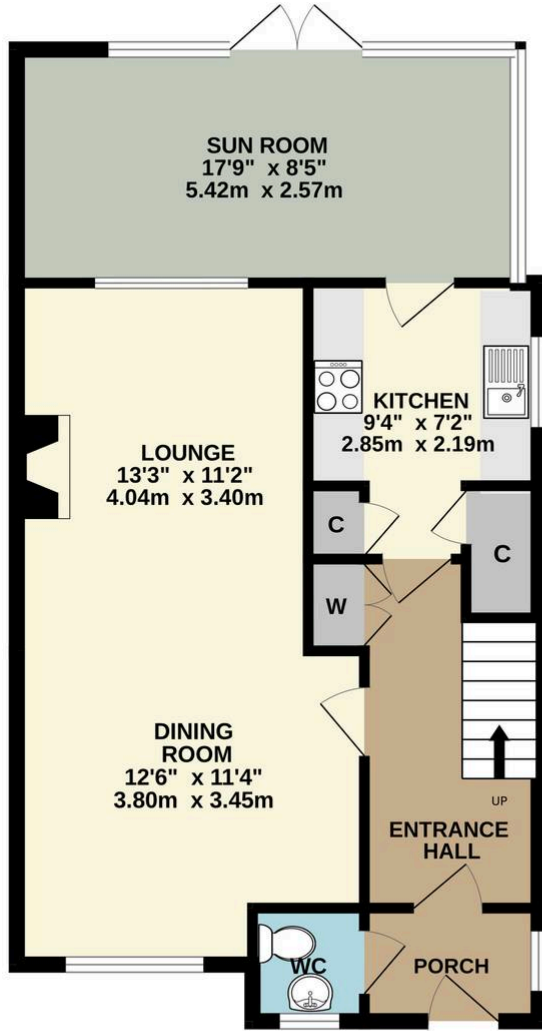 SUN ROOM
17'9" x 8'5"
5.42m x 2.57m
KITCHEN
9'4" x 7'2"
2.85m x 2.19m
LOUNGE
13'3" x 11'2"
4.04m x 3.40m
C
C
W
DINING
ROOM
12'6" x 11'4"
3.80m x 3.45m
UP
ENTRANCE
HALL
WC
PORCH